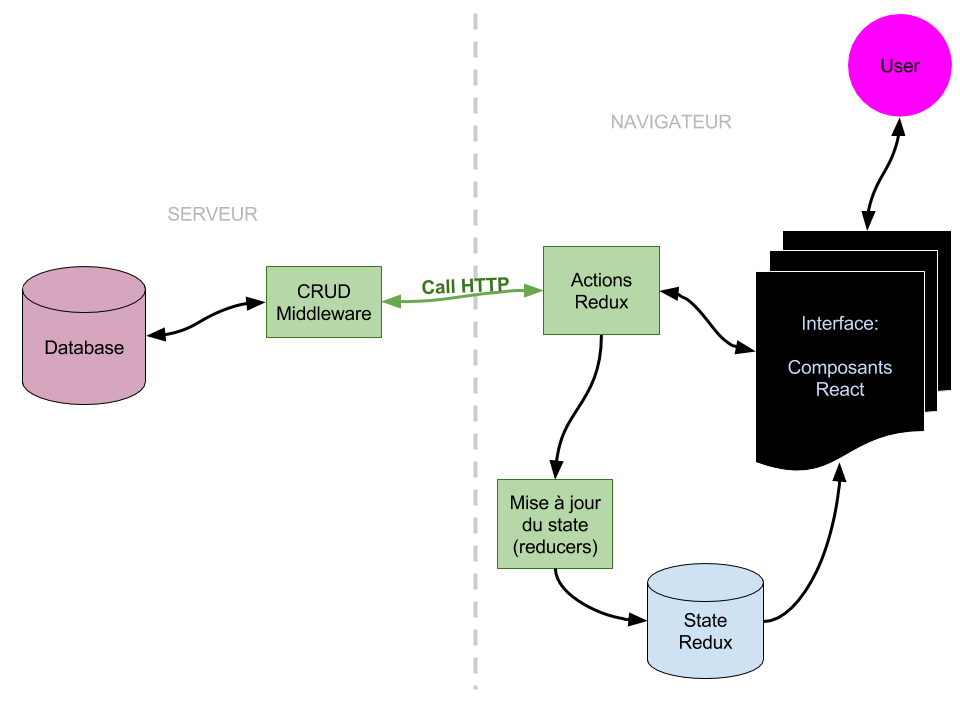 User
NAVIGATEUR
SERVEUR
Database
CRUD
Middleware
Call HTTP
Actions
Redux
Interface:
Composants
React
Mise à jour
du state
(reducers)
State
Redux